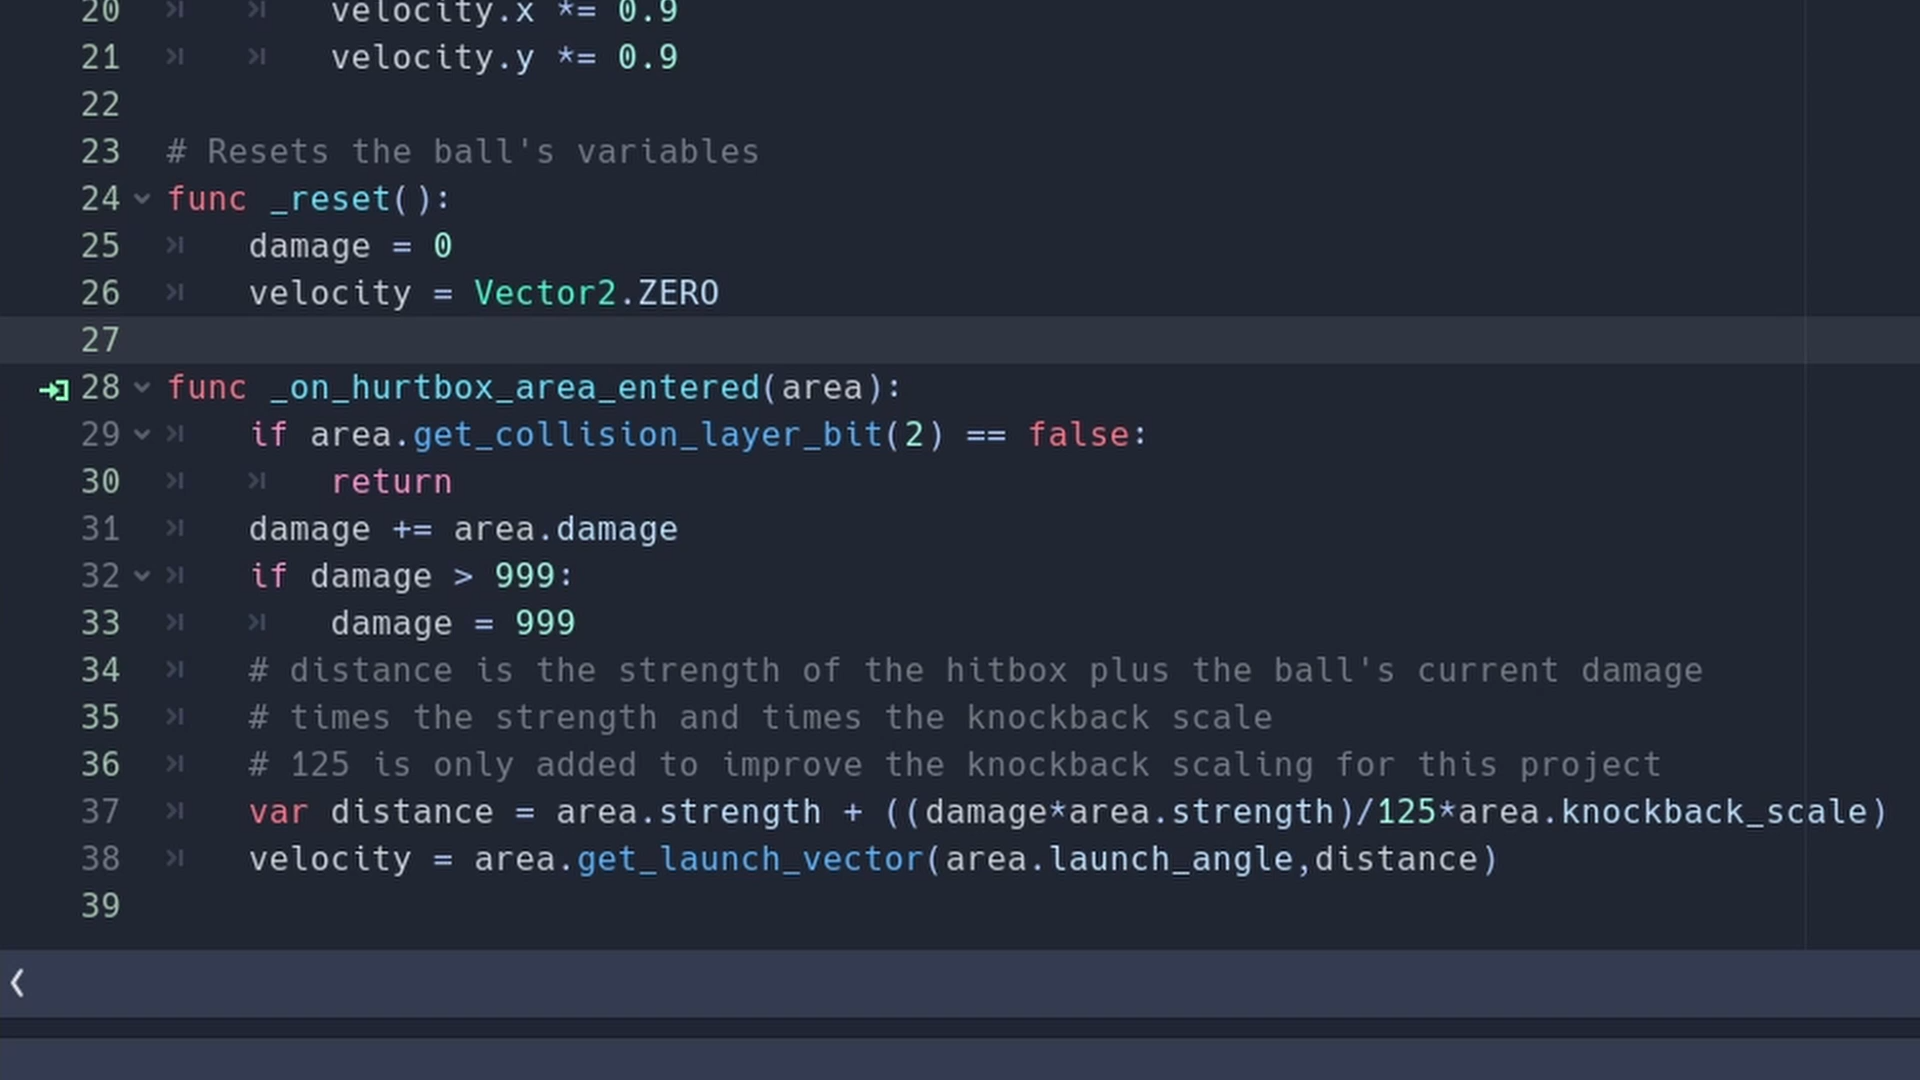 20 velocity.x *= 0.9
21 velocity.y *= 0.9
22
23 # Resets the ball's variables
24 func _reset():
25 damage = 0
26 velocity = Vector2.ZERO
27
28 func _on_hurtbox_area_entered(area):
29 if area.get_collision_layer_bit(2) == false:
30 return
31 damage += area.damage
32 if damage > 999:
33 damage = 999
34 # distance is the strength of the hitbox plus the ball's current damage
35 # times the strength and times the knockback scale
36 # 125 is only added to improve the knockback scaling for this project
37 var distance = area.strength + ((damage*area.strength)/125*area.knockback_scale)
38 velocity = area.get_launch_vector(area.launch_angle,distance)
39